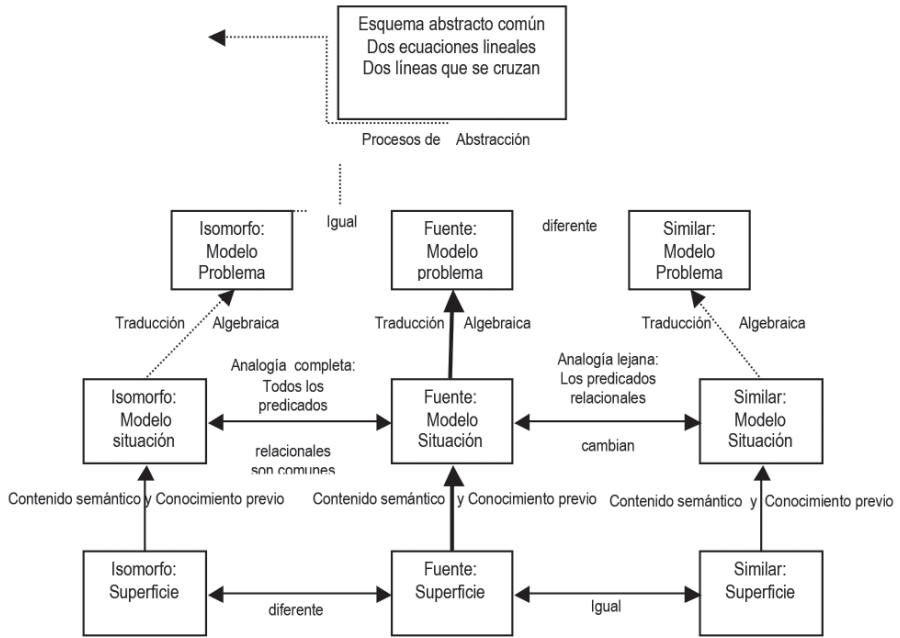 Esquema abstracto común
Dos ecuaciones lineales
Dos líneas que se cruzan
Procesos de Abstracción
Igual
diferente
Isomorfo:
Modelo
Problema
Fuente:
Modelo
problema
Similar:
Modelo
Problema
Traducción Algebraica
Traducción Algebraica
Traducción Algebraica
Analogía completa:
Todos los
predicados
relacionales
son comunes
Analogía lejana:
Los predicados
relacionales
cambian
Isomorfo:
Modelo
situación
Fuente:
Modelo
Situación
Similar:
Modelo
Situación
Contenido semántico y Conocimiento previo
Contenido semántico y Conocimiento previo
Contenido semántico y Conocimiento previo
Isomorfo:
Superficie
Fuente:
Superficie
Similar:
Superficie
diferente
Igual